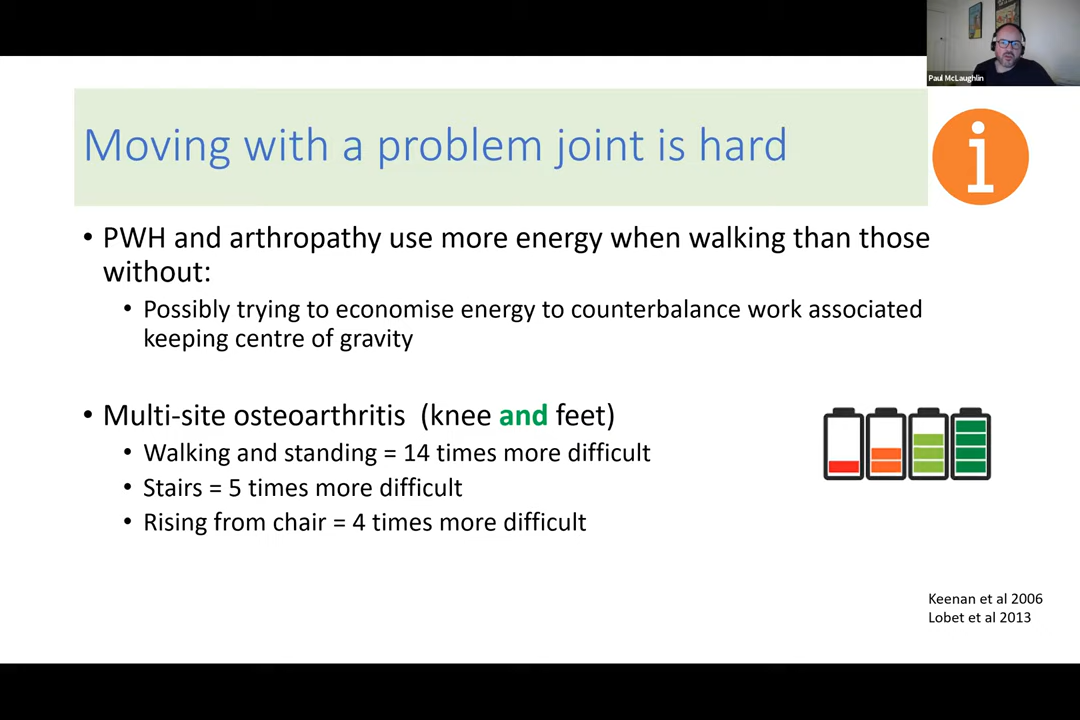 Paul McLaughlin
Moving with a problem joint is hard
i
• PWH and arthropathy use more energy when walking than those
without:
• Possibly trying to economise energy to counterbalance work associated
keeping centre of gravity
• Multi-site osteoarthritis (knee and feet)
• Walking and standing = 14 times more difficult
• Stairs = 5 times more difficult
• Rising from chair = 4 times more difficult
Keenan et al 2006
Lobet et al 2013